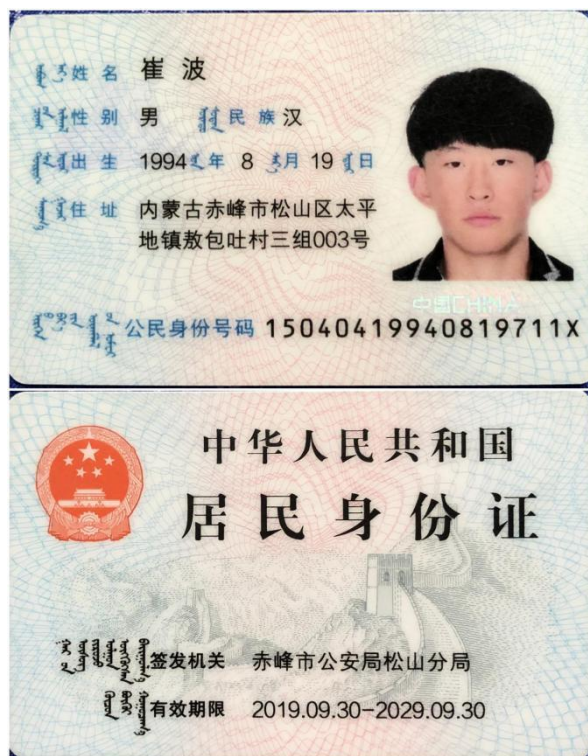 姓名 崔波
性别 男 民族 汉
出生 1994 年 8 月 19 日
住址 内蒙古赤峰市松山区太平
地镇敖包吐村三组003号
中国CHINA
公民身份号码 15040419940819711X
中华人民共和国
居民身份证
签发机关 赤峰市公安局松山分局
有效期限 2019.09.30-2029.09.30